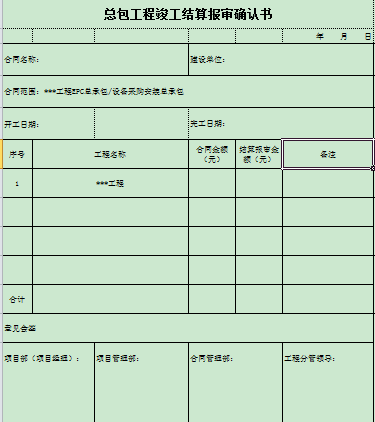 总包工程竣工结算报审确认书
年 月 日
合同名称： 建设单位：
合同范围：***工程EPC总承包/设备采购安装总承包
开工日期： 完工日期：
序号 工程名称 合同金额（元） 结算报审金额（元） 备注
1 ***工程
合计
意见会签
项目部（项目经理）： 项目管理部： 合同管理部： 工程分管领导：